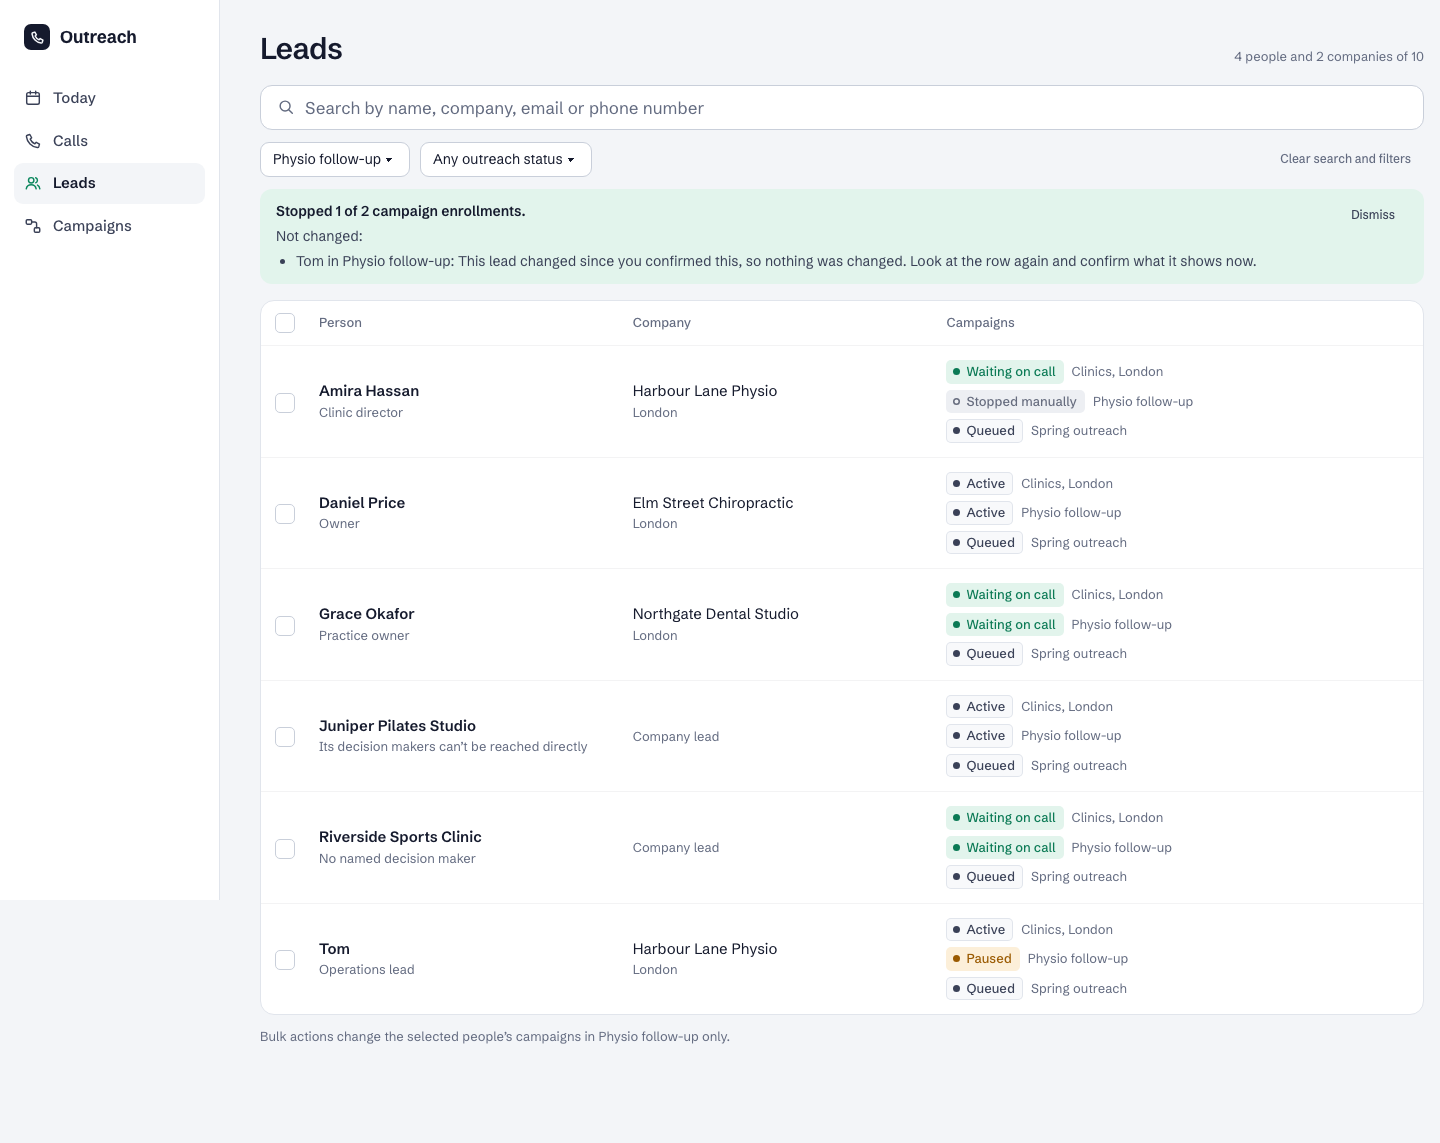 Outreach
Today
Calls
Leads
Campaigns
Leads
4 people and 2 companies of 10
Search by name, company, email or phone number
Physio follow-up
Any outreach status
Clear search and filters
Stopped 1 of 2 campaign enrollments.
Dismiss
Not changed:
• Tom in Physio follow-up: This lead changed since you confirmed this, so nothing was changed. Look at the row again and confirm what it shows now.
Person Company Campaigns
Amira Hassan
Clinic director
Harbour Lane Physio
London
Waiting on call Clinics, London
Stopped manually Physio follow-up
Queued Spring outreach
Daniel Price
Owner
Elm Street Chiropractic
London
Active Clinics, London
Active Physio follow-up
Queued Spring outreach
Grace Okafor
Practice owner
Northgate Dental Studio
London
Waiting on call Clinics, London
Waiting on call Physio follow-up
Queued Spring outreach
Juniper Pilates Studio
Its decision makers can’t be reached directly
Company lead
Active Clinics, London
Active Physio follow-up
Queued Spring outreach
Riverside Sports Clinic
No named decision maker
Company lead
Waiting on call Clinics, London
Waiting on call Physio follow-up
Queued Spring outreach
Tom
Operations lead
Harbour Lane Physio
London
Active Clinics, London
Paused Physio follow-up
Queued Spring outreach
Bulk actions change the selected people’s campaigns in Physio follow-up only.